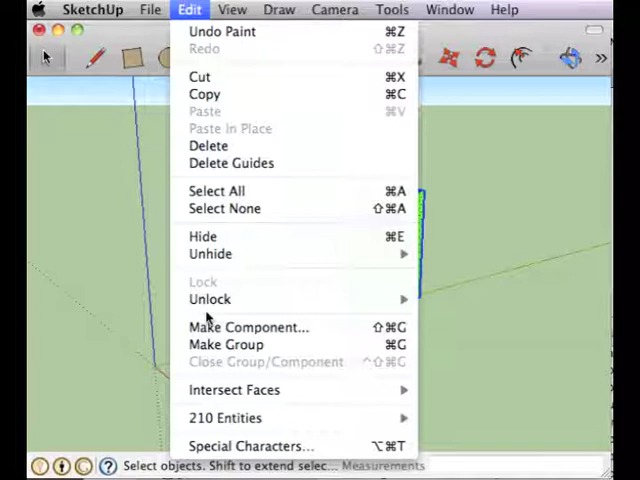 SketchUp File Edit View Draw Camera Tools Window Help
Undo Paint ⌘Z
Redo ⇧⌘Z
Cut ⌘X
Copy ⌘C
Paste ⌘V
Paste In Place
Delete
Delete Guides
Select All ⌘A
Select None ⇧⌘A
Hide ⌘E
Unhide
Lock
Unlock
Make Component... ⇧⌘G
Make Group ⌘G
Close Group/Component ^⇧⌘G
Intersect Faces
210 Entities
Special Characters... ⌥⌘T
Select objects. Shift to extend selec... Measurements